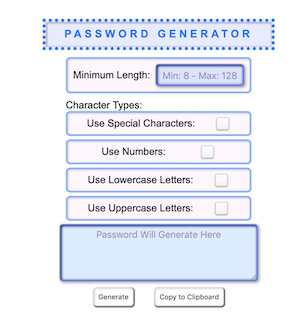 PASSWORD GENERATOR
Minimum Length: Min: 8 - Max: 128
Character Types:
Use Special Characters:
Use Numbers:
Use Lowercase Letters:
Use Uppercase Letters:
Password Will Generate Here
Generate Copy to Clipboard